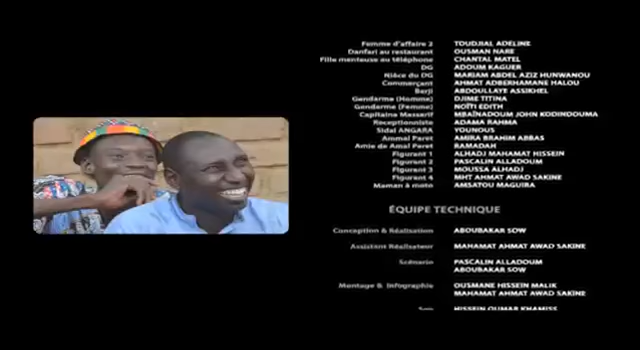 Femme d'affaire 2 TOUDJIAL ADELINE
Danfari au restaurant OUSMAN NARE
Fille menteuse au téléphone CHANTAL MATEL
DG ADOUM KAGUER
Nièce du DG MARIAM ABDEL AZIZ HUNWANOU
Commerçant AHMAT ADBERHAMANE HALOU
Berji ABDOULLAYE ASSIKHEL
Gendarme (Homme) DJIME TITINA
Gendarme (Femme) NOÏTI EDITH
Capitaine Massarif MBAÏNADOUM JOHN KODINDOUMA
Receptionniste ADAMA RAHMA
Sidal ANGARA YOUNOUS
Ammal Paret AMIRA BRAHIM ABBAS
Amie de Amal Paret RAMADAH
Figurant 1 ALHADJ MAHAMAT HISSEIN
Figurant 2 PASCALIN ALLADOUM
Figurant 3 MOUSSA ALHADJ
Figurant 4 MHT AHMAT AWAD SAKINE
Maman à moto AMSATOU MAGUIRA
ÉQUIPE TECHNIQUE
Conception & Réalisation ABOUBAKAR SOW
Assistant Réalisateur MAHAMAT AHMAT AWAD SAKINE
Scénario PASCALIN ALLADOUM
ABOUBAKAR SOW
Montage & Infographie OUSMANE HISSEIN MALIK
MAHAMAT AHMAT AWAD SAKINE
Son HISSEIN OUMAR KHAMISS